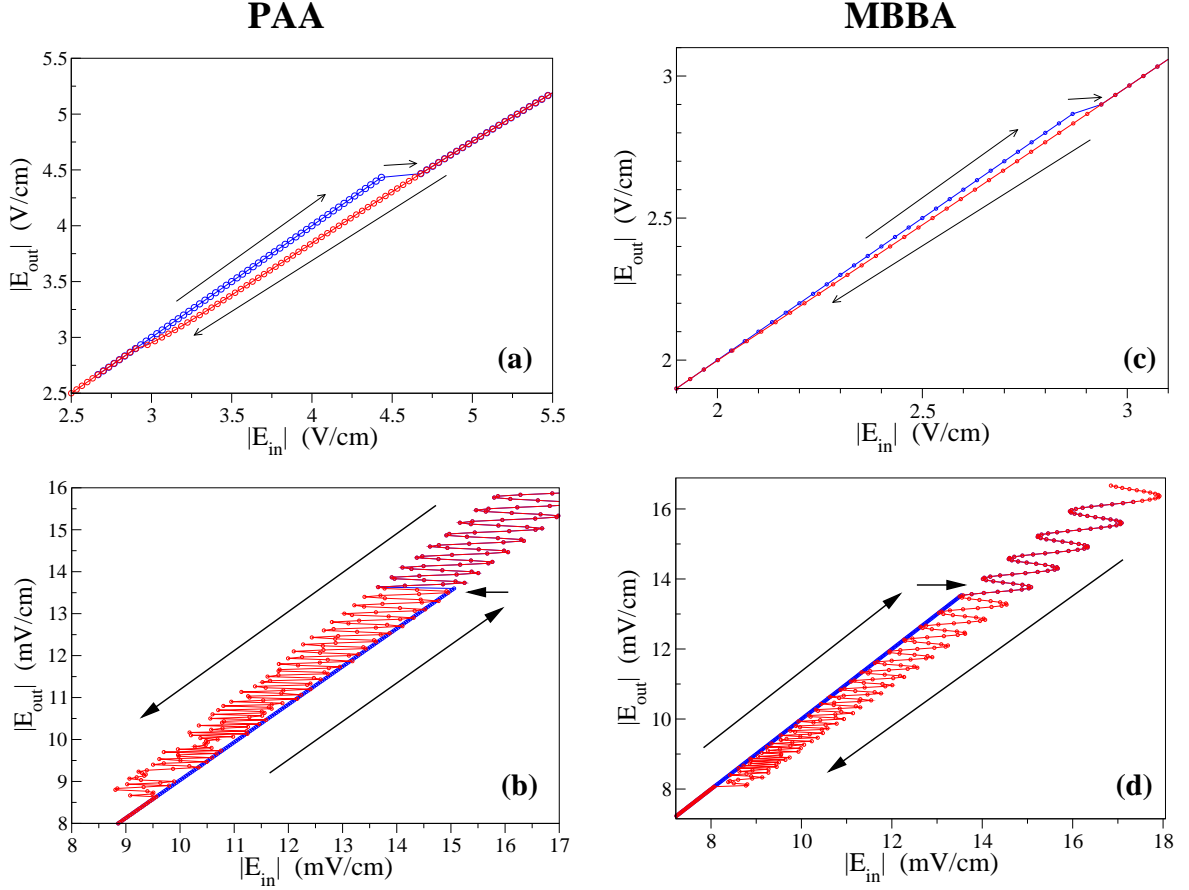 PAA
MBBA
5.5
5
4.5
4
3.5
3
2.5
|E_out| (V/cm)
2.5 3 3.5 4 4.5 5 5.5
|E_in| (V/cm)
(a)
3
2.5
2
|E_out| (V/cm)
2 2.5 3
|E_in| (V/cm)
(c)
16
15
14
13
12
11
10
9
8
|E_out| (mV/cm)
8 9 10 11 12 13 14 15 16 17
|E_in| (mV/cm)
(b)
16
14
12
10
8
|E_out| (mV/cm)
8 10 12 14 16 18
|E_in| (mV/cm)
(d)